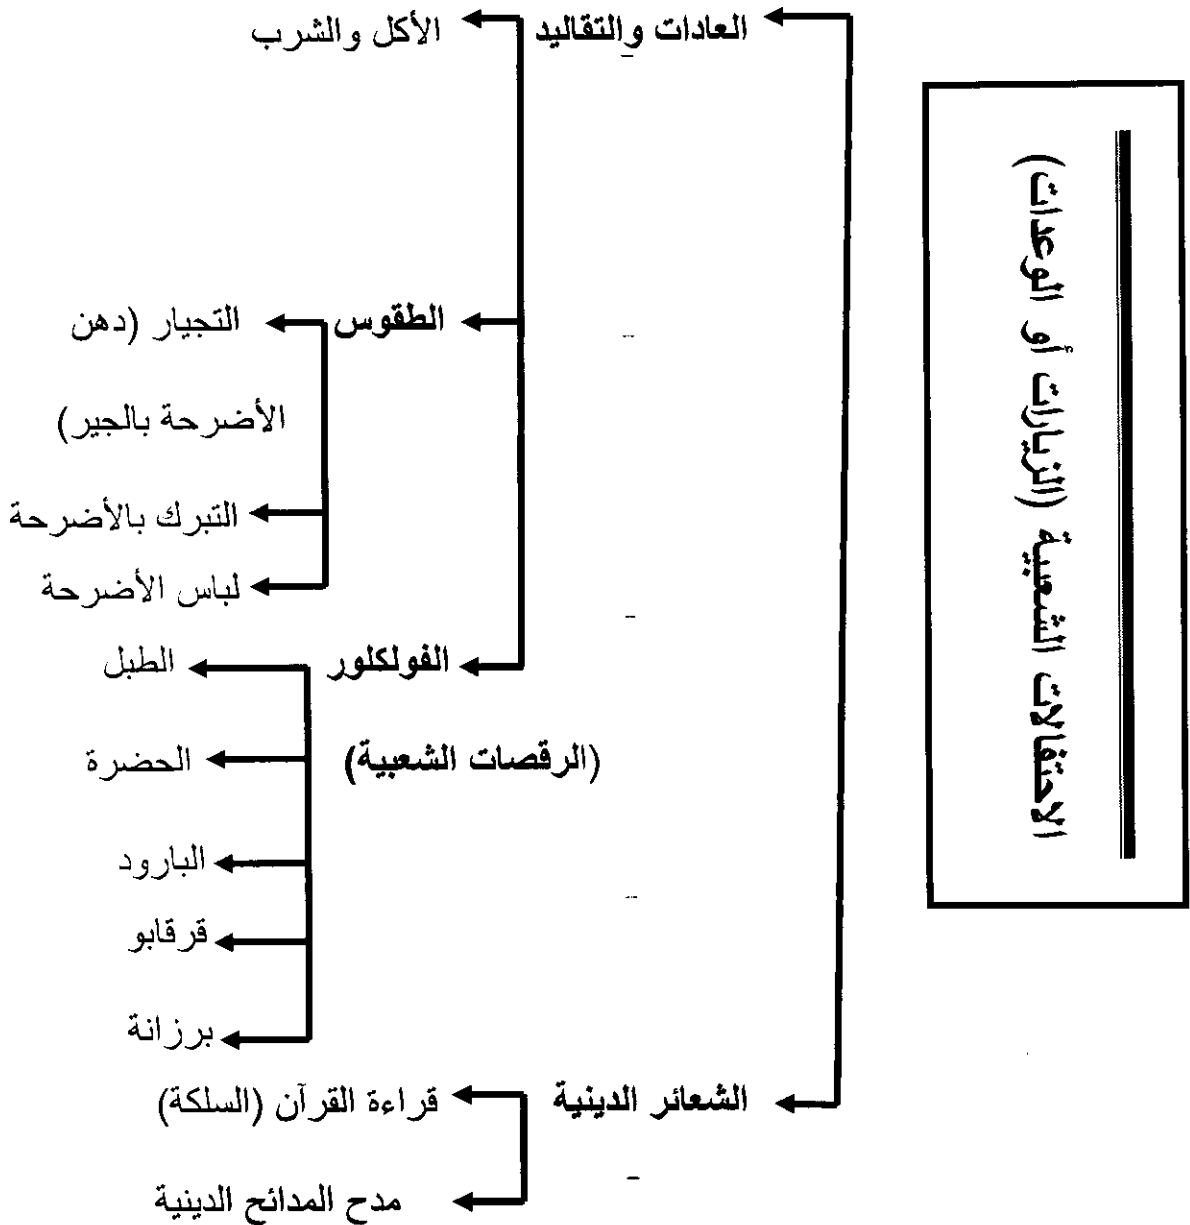 الاحتفالات الشعبية (الزيارات أو الوعدات)
العادات والتقاليد
الأكل والشرب
الطقوس
التجيار (دهن
الأضرحة بالجير)
التبرك بالأضرحة
لباس الأضرحة
الفولكلور
(الرقصات الشعبية)
الطبل
الحضرة
البارود
قرقابو
برزانة
الشعائر الدينية
قراءة القرآن (السلكة)
مدح المدائح الدينية